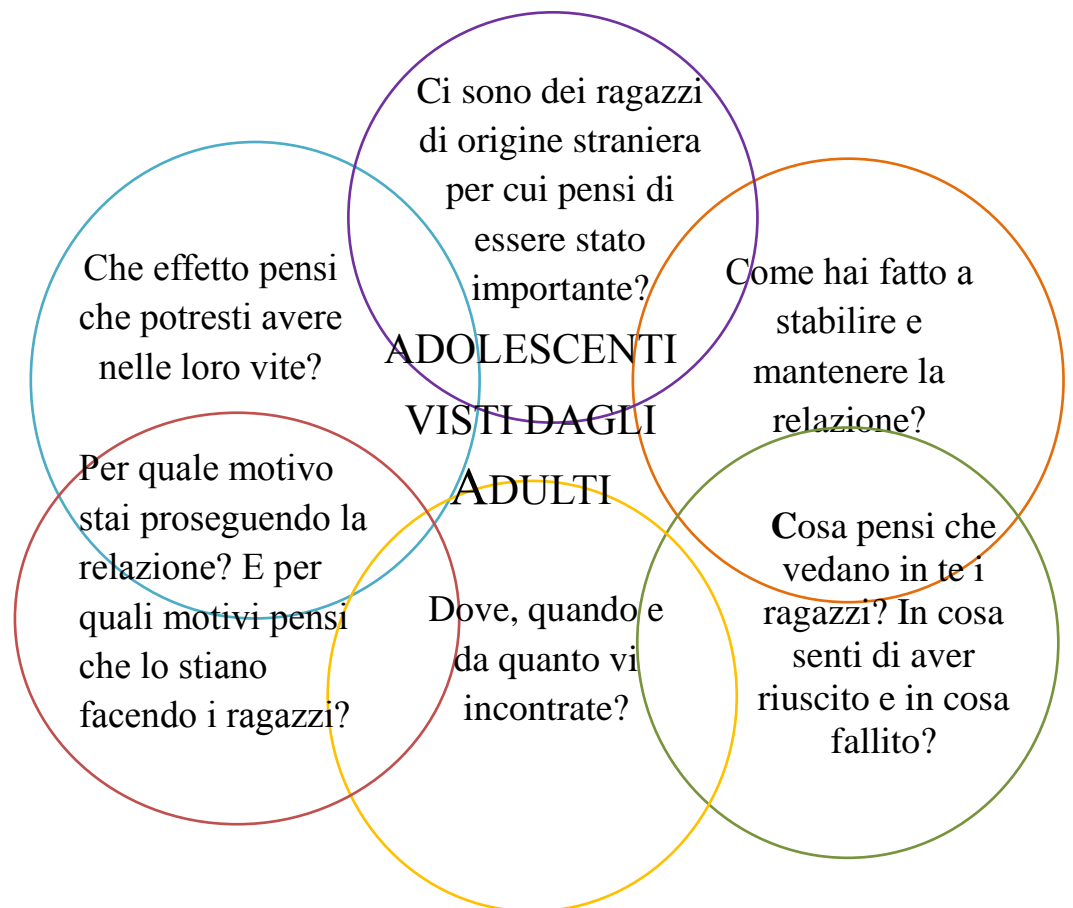 Ci sono dei ragazzi
di origine straniera
per cui pensi di
essere stato
importante?
Che effetto pensi
che potresti avere
nelle loro vite?
Come hai fatto a
stabilire e
mantenere la
relazione?
ADOLESCENTI
VISTI DAGLI
ADULTI
Per quale motivo
stai proseguendo la
relazione? E per
quali motivi pensi
che lo stiano
facendo i ragazzi?
Dove, quando e
da quanto vi
incontrate?
Cosa pensi che
vedano in te i
ragazzi? In cosa
senti di aver
riuscito e in cosa
fallito?